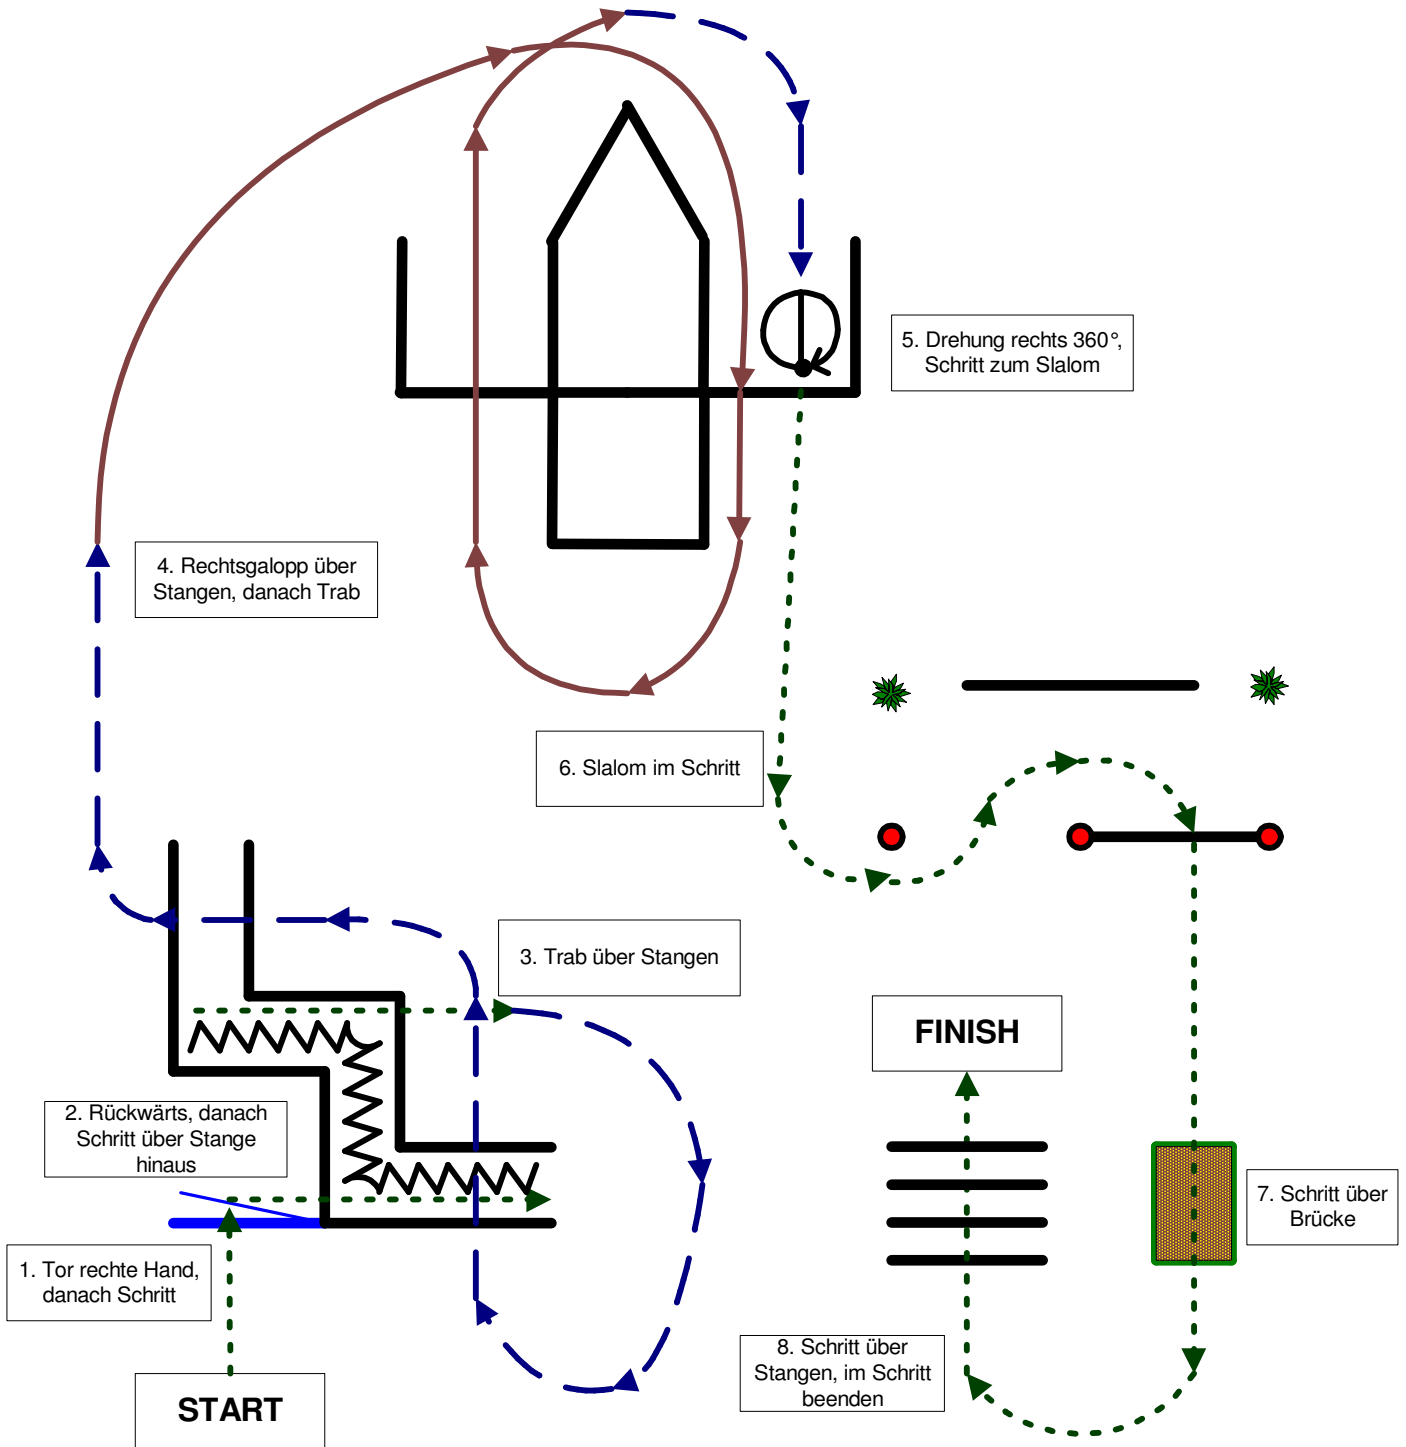 5. Drehung rechts 360°,
Schritt zum Slalom
4. Rechtsgalopp über
Stangen, danach Trab
6. Slalom im Schritt
3. Trab über Stangen
FINISH
2. Rückwärts, danach
Schritt über Stange
hinaus
7. Schritt über
Brücke
1. Tor rechte Hand,
danach Schritt
8. Schritt über
Stangen, im Schritt
beenden
START